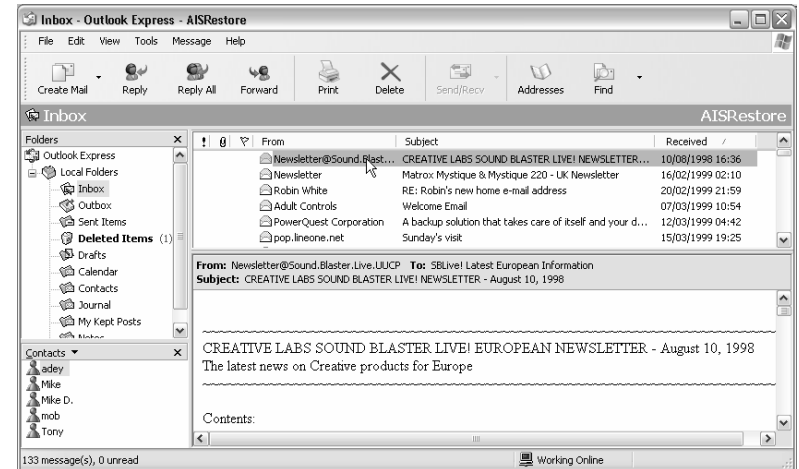 Inbox - Outlook Express - AISRestore
File Edit View Tools Message Help
Create Mail Reply Reply All Forward Print Delete Send/Recv Addresses Find
Inbox AISRestore
Folders
Outlook Express
Local Folders
Inbox
Outbox
Sent Items
Deleted Items (1)
Drafts
Calendar
Contacts
Journal
My Kept Posts
Notes
Contacts
adey
Mike
Mike D.
mob
Tony
! From Subject Received
Newsletter@Sound.Blast... CREATIVE LABS SOUND BLASTER LIVE! NEWSLETTER... 10/08/1998 16:36
Newsletter Matrox Mystique & Mystique 220 - UK Newsletter 16/02/1999 02:10
Robin White RE: Robin's new home e-mail address 20/02/1999 21:59
Adult Controls Welcome Email 07/03/1999 10:54
PowerQuest Corporation A backup solution that takes care of itself and your d... 12/03/1999 04:42
pop.lineone.net Sunday's visit 15/03/1999 19:25
From: Newsletter@Sound.Blaster.Live.UUCP To: SBLive! Latest European Information
Subject: CREATIVE LABS SOUND BLASTER LIVE! NEWSLETTER - August 10, 1998
CREATIVE LABS SOUND BLASTER LIVE! EUROPEAN NEWSLETTER - August 10, 1998
The latest news on Creative products for Europe
Contents:
133 message(s), 0 unread Working Online